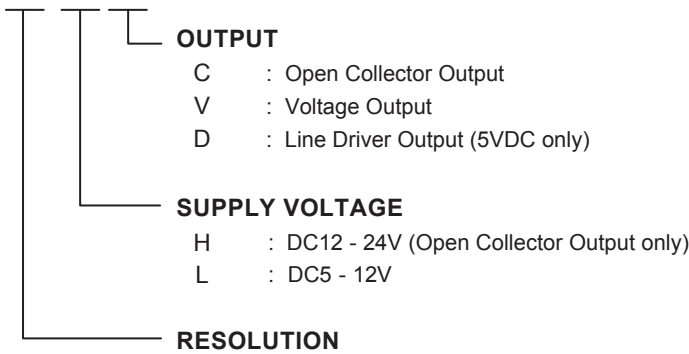 OUTPUT
C : Open Collector Output
V : Voltage Output
D : Line Driver Output (5VDC only)
SUPPLY VOLTAGE
H : DC12 - 24V (Open Collector Output only)
L : DC5 - 12V
RESOLUTION